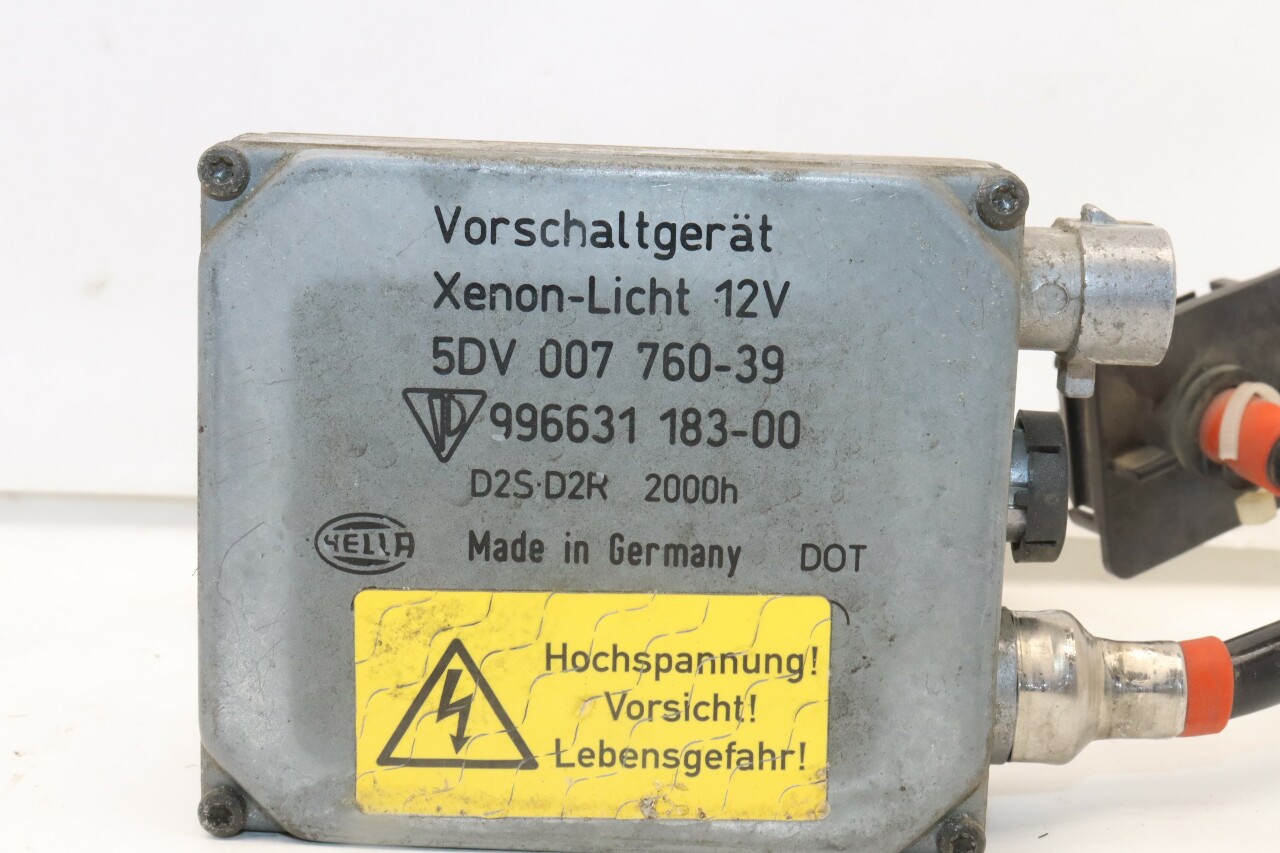 Vorschaltgerät
Xenon-Licht 12V
5DV 007 760-39
996631 183-00
D2S·D2R 2000h
HELLA Made in Germany DOT
Hochspannung!
Vorsicht!
Lebensgefahr!